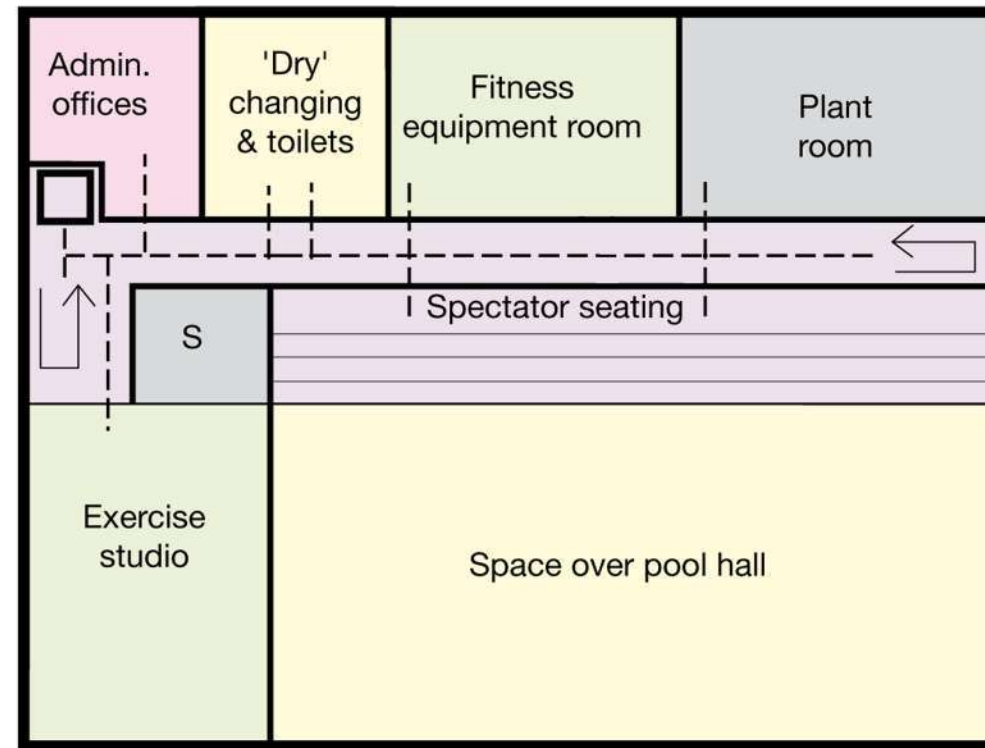 Admin.
offices
'Dry'
changing
& toilets
Fitness
equipment room
Plant
room
Spectator seating
S
Exercise
studio
Space over pool hall